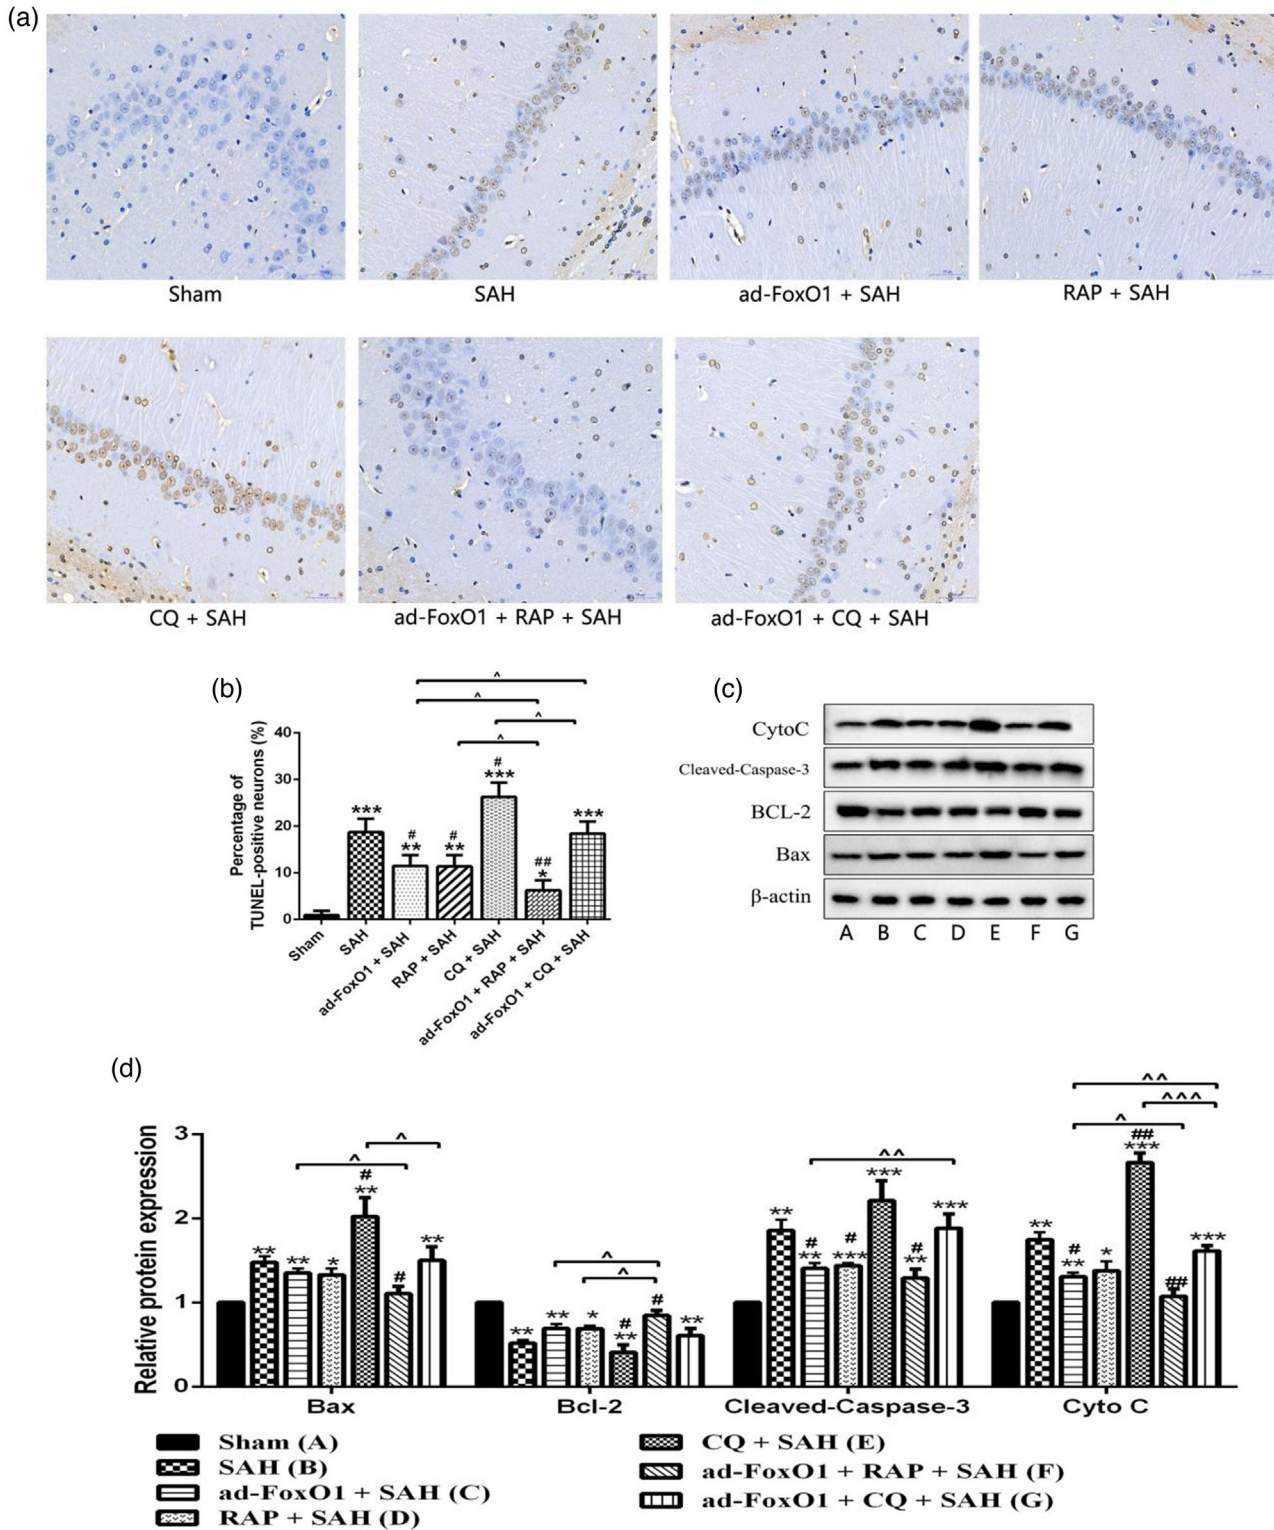 (a)
Sham
SAH
ad-FoxO1 + SAH
RAP + SAH
CQ + SAH
ad-FoxO1 + RAP + SAH
ad-FoxO1 + CQ + SAH
(b)
^
^
^
^
Percentage of
TUNEL-positive neurons (%)
40
30
20
10
0
***
#
**
#
**
#
***
##
*
***
Sham
SAH
ad-FoxO1 + SAH
RAP + SAH
CQ + SAH
ad-FoxO1 + RAP + SAH
ad-FoxO1 + CQ + SAH
(c)
CytoC
Cleaved-Caspase-3
BCL-2
Bax
β-actin
A B C D E F G
(d)
Relative protein expression
3
2
1
0
^
^
** ** * # ** # **
^
^
** ** * # ** # **
^^
** # ** # *** *** # ** ***
^^
^^^
^
** # ** * ## *** ## ***
Bax Bcl-2 Cleaved-Caspase-3 Cyto C
Sham (A)
SAH (B)
ad-FoxO1 + SAH (C)
RAP + SAH (D)
CQ + SAH (E)
ad-FoxO1 + RAP + SAH (F)
ad-FoxO1 + CQ + SAH (G)